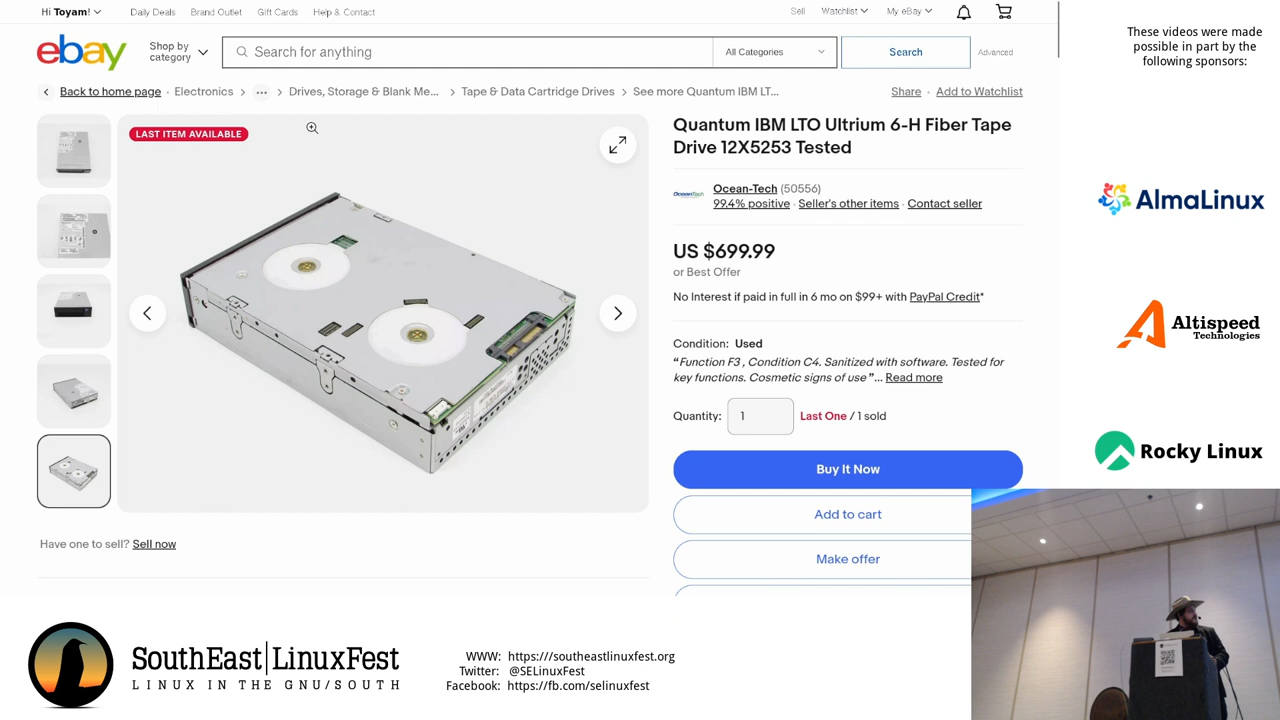 Hi Toyam!
Daily Deals
Brand Outlet
Gift Cards
Help & Contact
Sell
Watchlist
My eBay
ebay
Shop by
category
Search for anything
All Categories
Search
Advanced
Back to home page
Electronics
...
Drives, Storage & Blank Me...
Tape & Data Cartridge Drives
See more Quantum IBM LT...
Share
Add to Watchlist
LAST ITEM AVAILABLE
Quantum IBM LTO Ultrium 6-H Fiber Tape
Drive 12X5253 Tested
OceanTech
Ocean-Tech (50556)
99.4% positive · Seller's other items · Contact seller
US $699.99
or Best Offer
No Interest if paid in full in 6 mo on $99+ with PayPal Credit*
Condition: Used
“Function F3 , Condition C4. Sanitized with software. Tested for
key functions. Cosmetic signs of use”... Read more
Quantity: 1 Last One / 1 sold
Buy It Now
Add to cart
Make offer
Have one to sell? Sell now
These videos were made
possible in part by the
following sponsors:
AlmaLinux
Altispeed
Technologies
Rocky Linux
SouthEast|LinuxFest
LINUX IN THE GNU/SOUTH
WWW: https:///southeastlinuxfest.org
Twitter: @SELinuxFest
Facebook: https://fb.com/selinuxfest